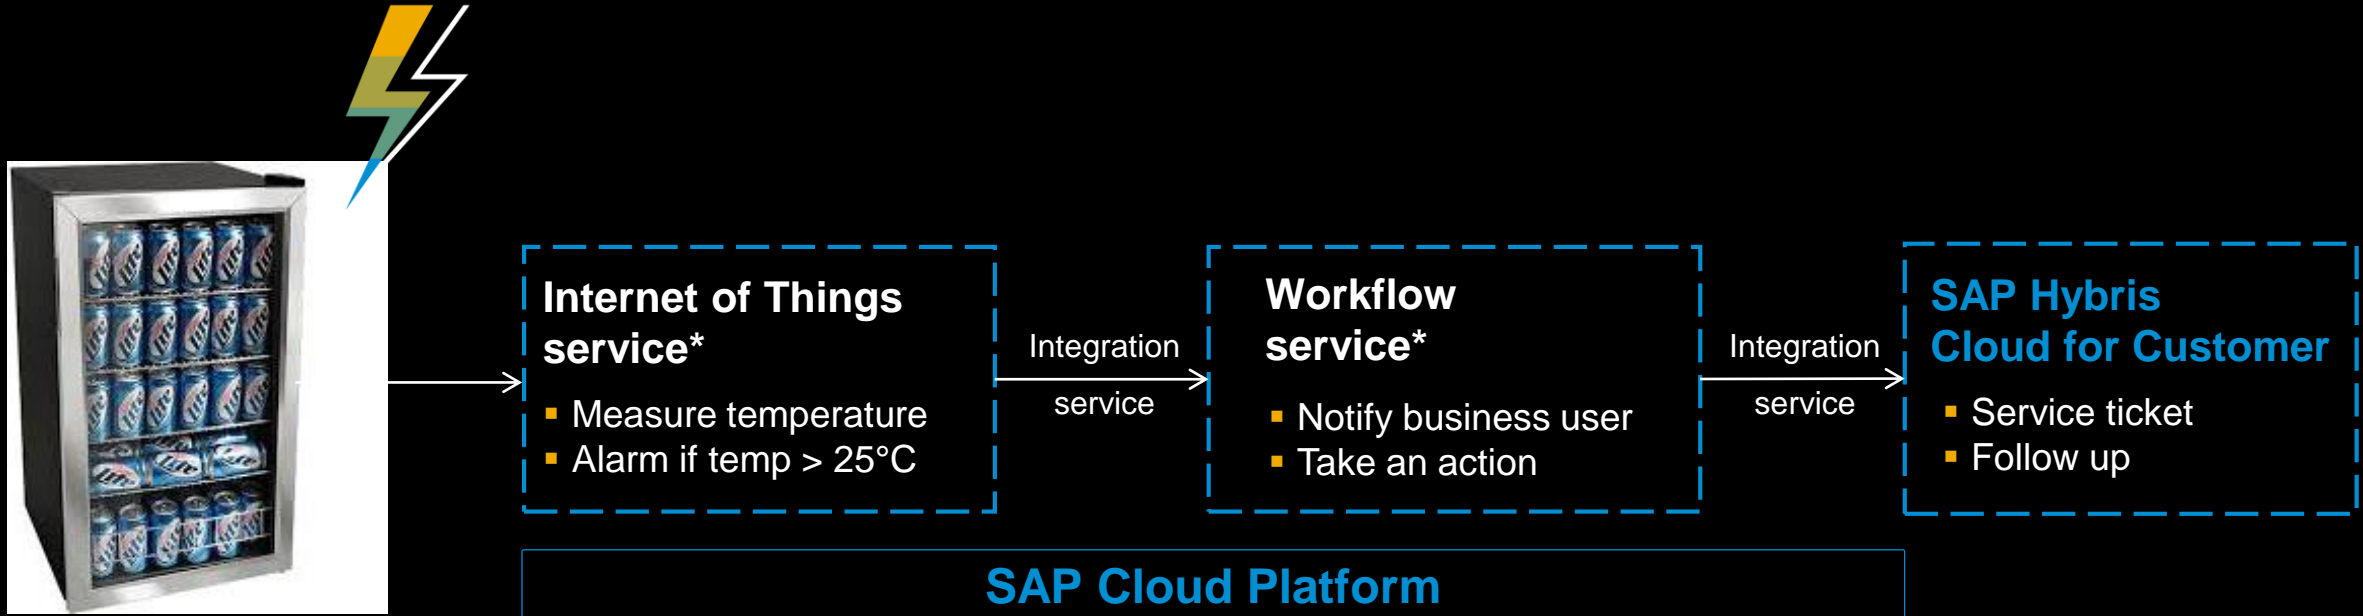 Internet of Things
service*
▪ Measure temperature
▪ Alarm if temp > 25°C
Integration
service
Workflow
service*
▪ Notify business user
▪ Take an action
Integration
service
SAP Hybris
Cloud for Customer
▪ Service ticket
▪ Follow up
SAP Cloud Platform